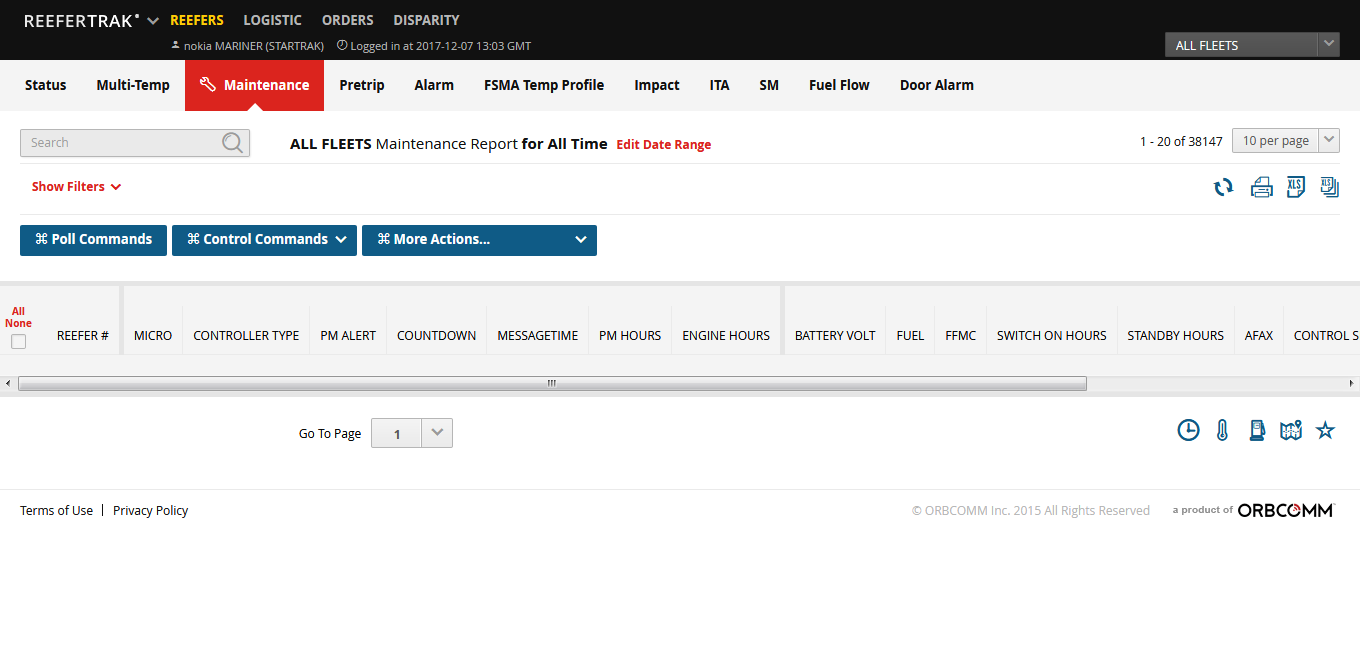 REEFERTRAK REEFERS LOGISTIC ORDERS DISPARITY
nokia MARINER (STARTRAK) Logged in at 2017-12-07 13:03 GMT
ALL FLEETS
Status Multi-Temp Maintenance Pretrip Alarm FSMA Temp Profile Impact ITA SM Fuel Flow Door Alarm
Search ALL FLEETS Maintenance Report for All Time Edit Date Range 1 - 20 of 38147 10 per page
Show Filters XLS XLS
⌘ Poll Commands ⌘ Control Commands ⌘ More Actions...
All
None
REEFER # MICRO CONTROLLER TYPE PM ALERT COUNTDOWN MESSAGETIME PM HOURS ENGINE HOURS BATTERY VOLT FUEL FFMC SWITCH ON HOURS STANDBY HOURS AFAX CONTROL S
Go To Page 1
Terms of Use | Privacy Policy © ORBCOMM Inc. 2015 All Rights Reserved a product of ORBCOMM